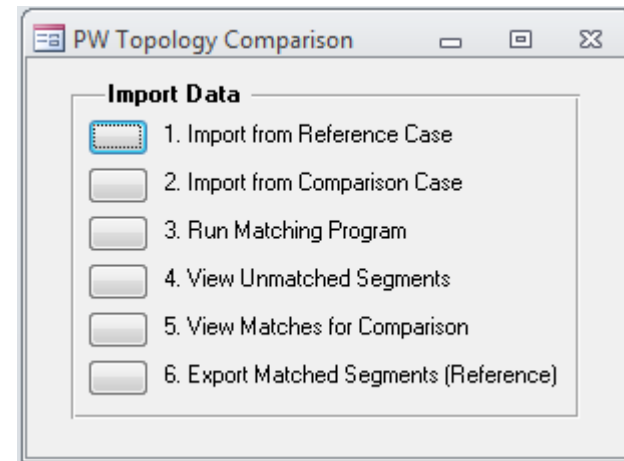 PW Topology Comparison
Import Data
1. Import from Reference Case
2. Import from Comparison Case
3. Run Matching Program
4. View Unmatched Segments
5. View Matches for Comparison
6. Export Matched Segments (Reference)